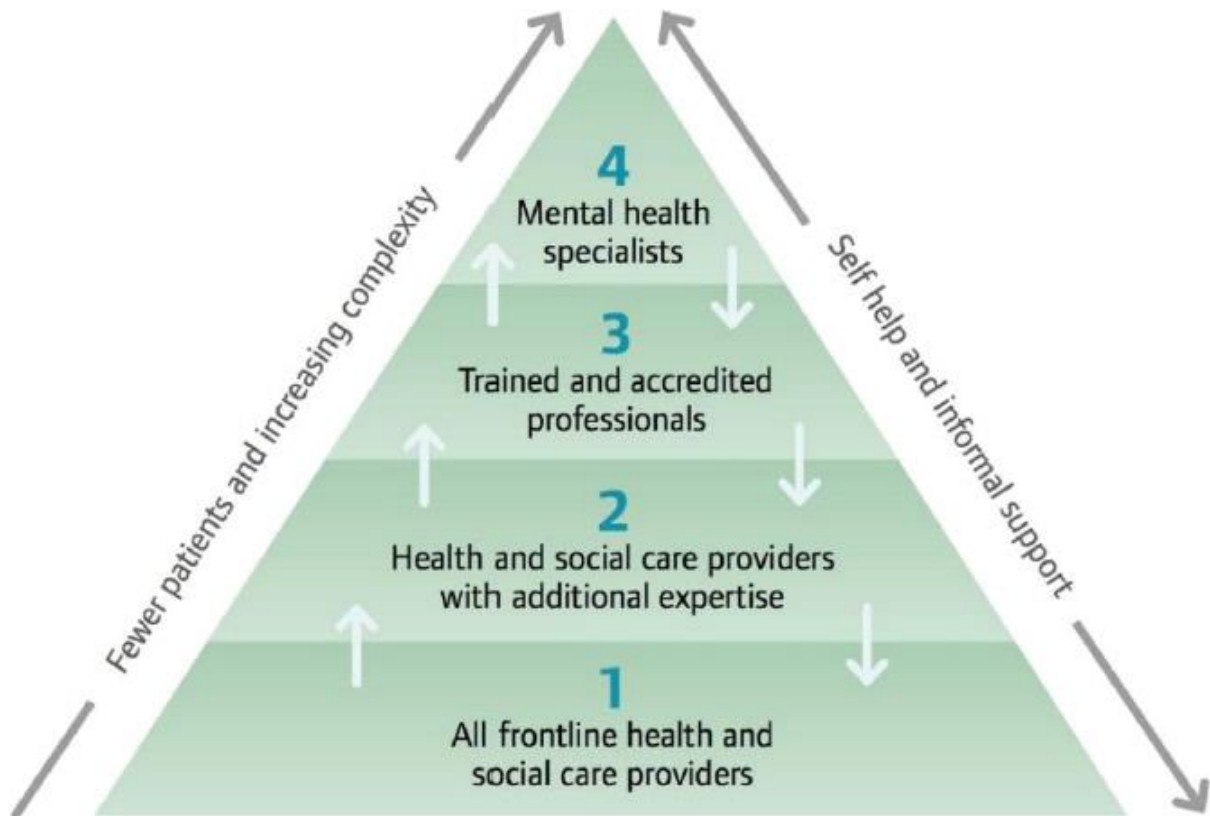 4
Mental health
specialists
3
Trained and accredited
professionals
2
Health and social care providers
with additional expertise
1
All frontline health and
social care providers
Fewer patients and increasing complexity
Self help and informal support